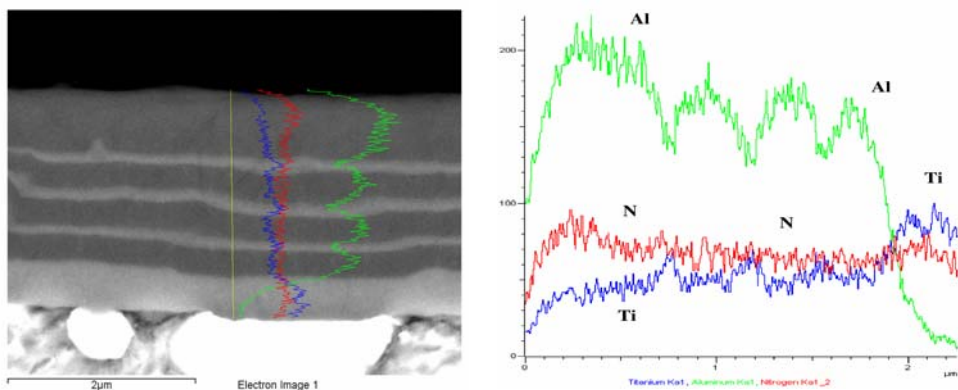 2µm
Electron Image 1
Al
Al
Ti
N
N
Ti
200
100
0
0
1
2
µm
Titanium Ka1, Aluminum Ka1, Nitrogen Ka1_2